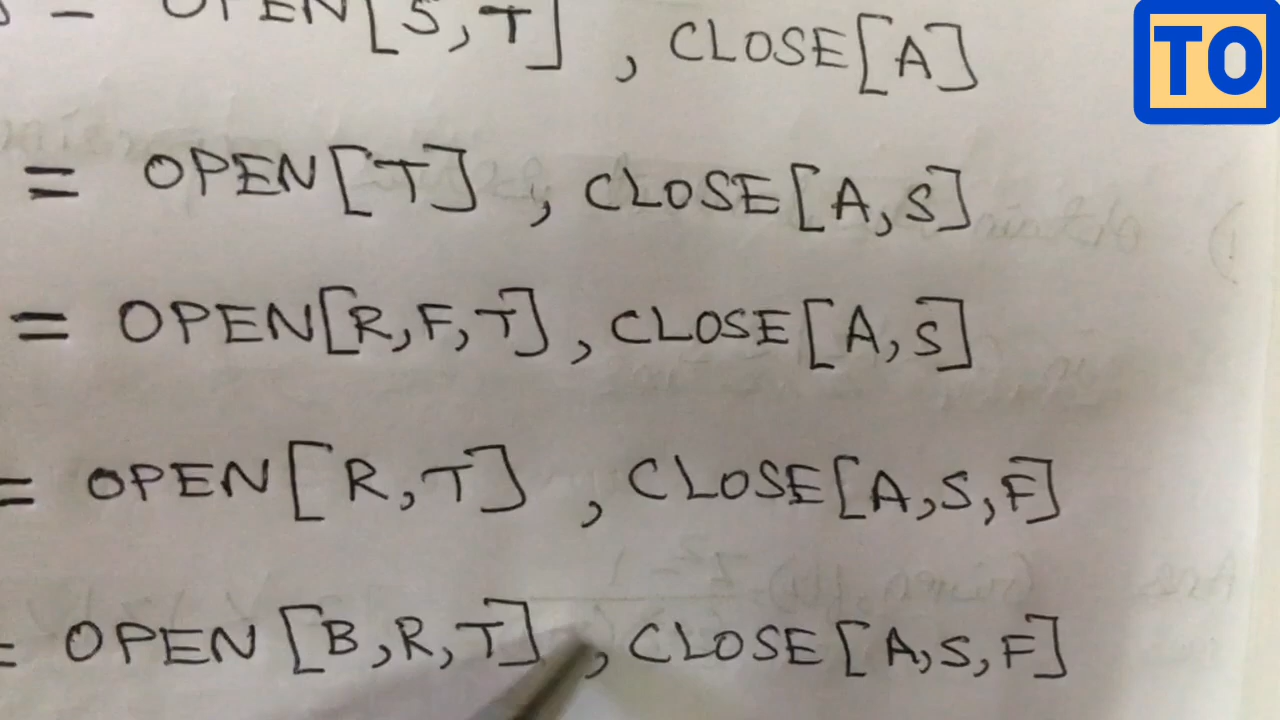 = OPEN[S,T] , CLOSE[A]
TO
= OPEN[T] , CLOSE[A,S]
= OPEN[R,F,T] , CLOSE[A,S]
= OPEN[R,T] , CLOSE[A,S,F]
= OPEN[B,R,T] , CLOSE[A,S,F]